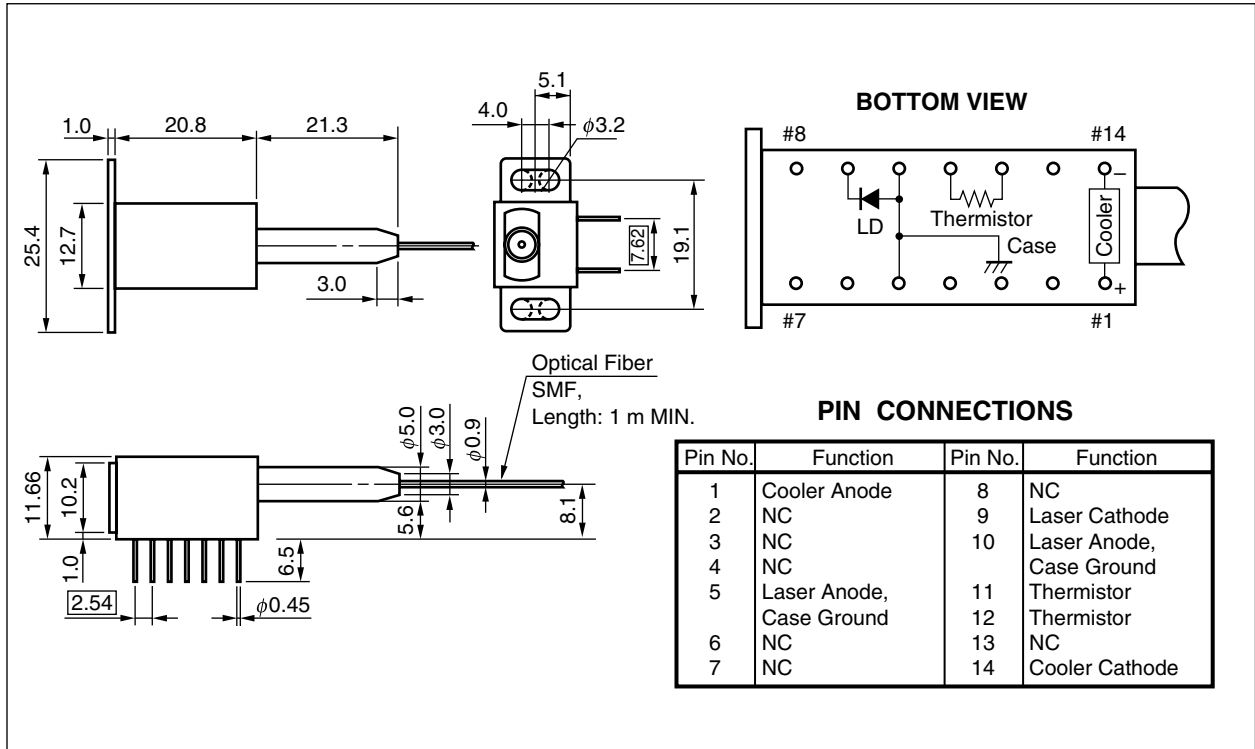 1.0
20.8
21.3
25.4
12.7
3.0
5.1
4.0
φ3.2
7.62
19.1
BOTTOM VIEW
#8
#14
LD
Thermistor
Case
Cooler
−
+
#7
#1
Optical Fiber
SMF,
Length: 1 m MIN.
11.66
10.2
1.0
2.54
φ0.45
6.5
φ5.0
φ3.0
φ0.9
5.6
8.1
PIN CONNECTIONS
Pin No. Function Pin No. Function
1 Cooler Anode 8 NC
2 NC 9 Laser Cathode
3 NC 10 Laser Anode,
4 NC Case Ground
5 Laser Anode, 11 Thermistor
Case Ground 12 Thermistor
6 NC 13 NC
7 NC 14 Cooler Cathode